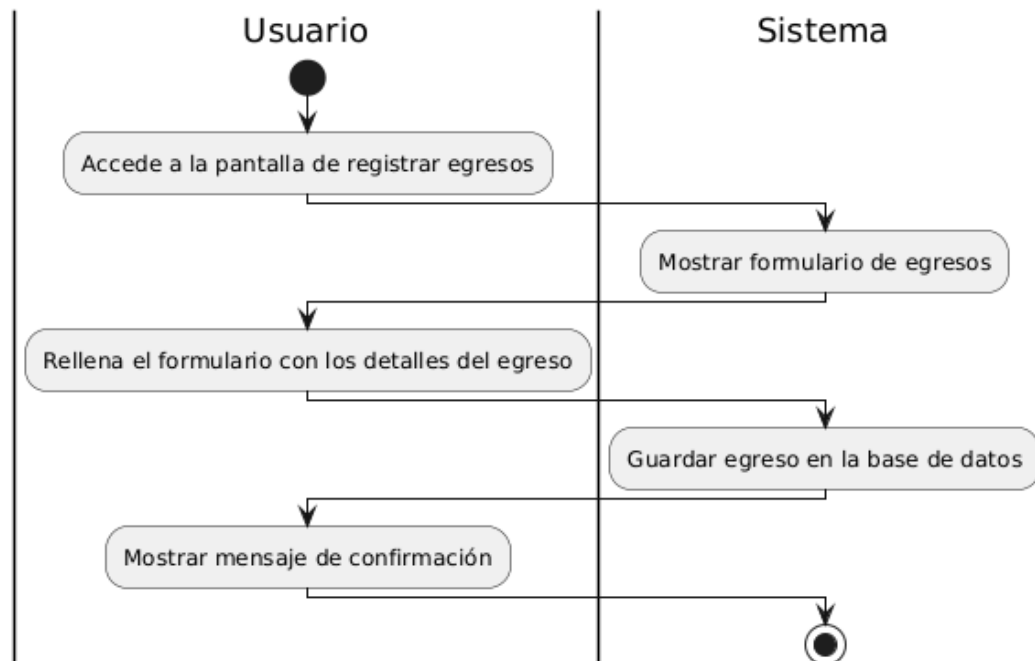 Usuario
Sistema
Accede a la pantalla de registrar egresos
Mostrar formulario de egresos
Rellena el formulario con los detalles del egreso
Guardar egreso en la base de datos
Mostrar mensaje de confirmación